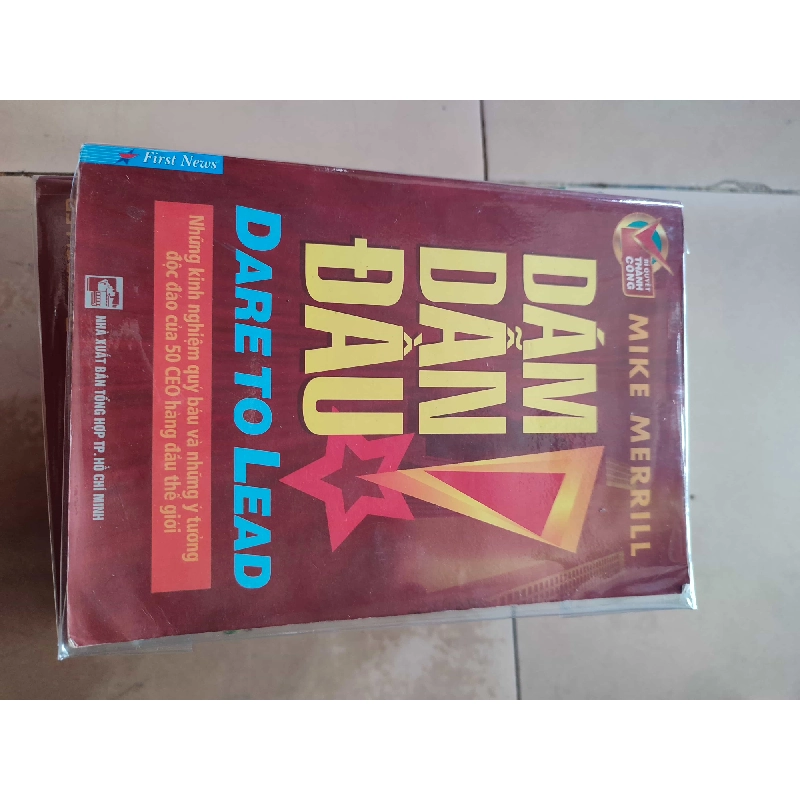 BÍ QUYẾT
THÀNH
CÔNG
MIKE MERRILL
DÁM
DẪN
ĐẦU
DARE TO LEAD
Những kinh nghiệm quý báu và những ý tưởng
độc đáo của 50 CEO hàng đầu thế giới
First News
NHÀ XUẤT BẢN TỔNG HỢP TP. HỒ CHÍ MINH